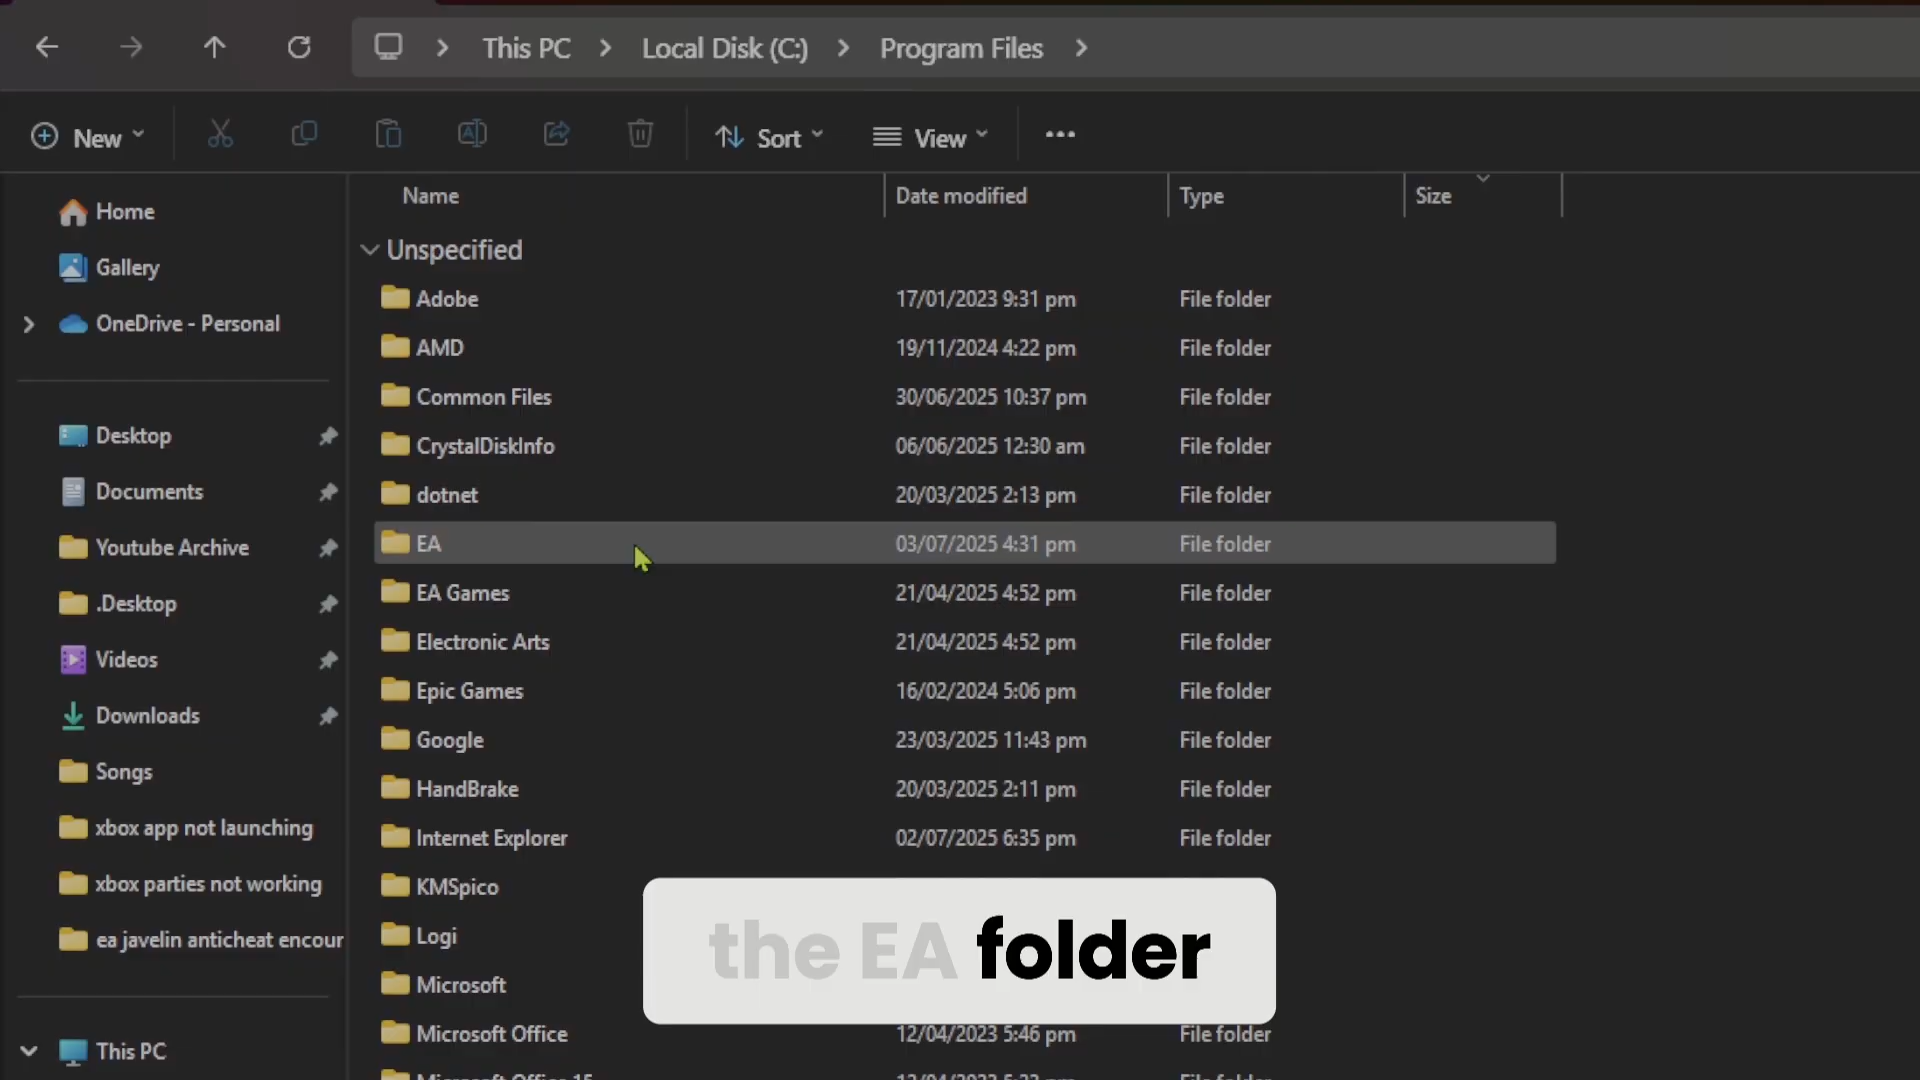 This PC > Local Disk (C:) > Program Files >
New Sort View
Name Date modified Type Size
Home
Gallery
OneDrive - Personal
Desktop
Documents
Youtube Archive
.Desktop
Videos
Downloads
Songs
xbox app not launching
xbox parties not working
ea javelin anticheat encour
This PC
Unspecified
Adobe 17/01/2023 9:31 pm File folder
AMD 19/11/2024 4:22 pm File folder
Common Files 30/06/2025 10:37 pm File folder
CrystalDiskInfo 06/06/2025 12:30 am File folder
dotnet 20/03/2025 2:13 pm File folder
EA 03/07/2025 4:31 pm File folder
EA Games 21/04/2025 4:52 pm File folder
Electronic Arts 21/04/2025 4:52 pm File folder
Epic Games 16/02/2024 5:06 pm File folder
Google 23/03/2025 11:43 pm File folder
HandBrake 20/03/2025 2:11 pm File folder
Internet Explorer 02/07/2025 6:35 pm File folder
KMSpico
Logi
Microsoft
Microsoft Office 12/04/2023 5:46 pm File folder
the EA folder